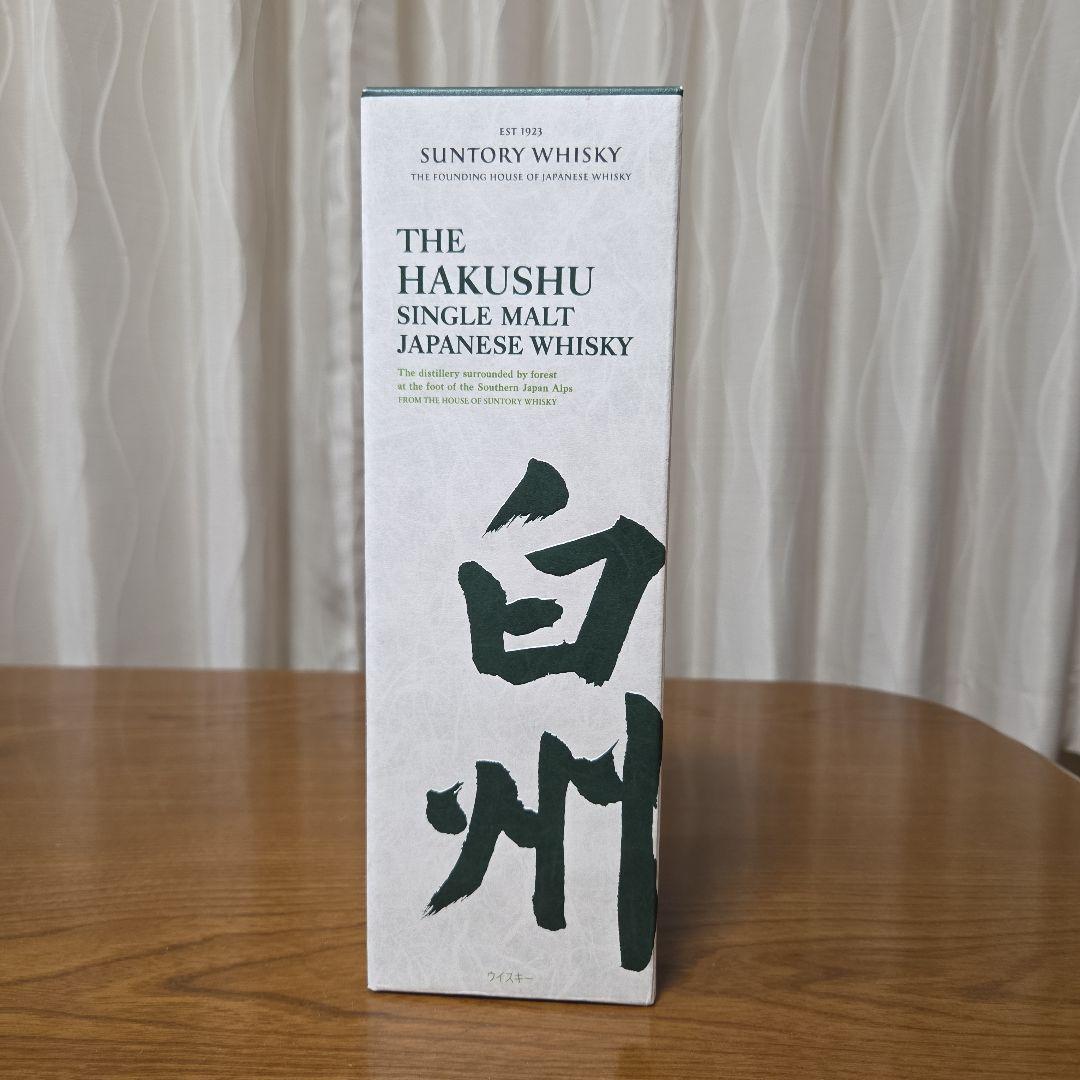 EST 1923
SUNTORY WHISKY
THE FOUNDING HOUSE OF JAPANESE WHISKY
THE
HAKUSHU
SINGLE MALT
JAPANESE WHISKY
The distillery surrounded by forest
at the foot of the Southern Japan Alps
FROM THE HOUSE OF SUNTORY WHISKY
白
州
ウイスキー